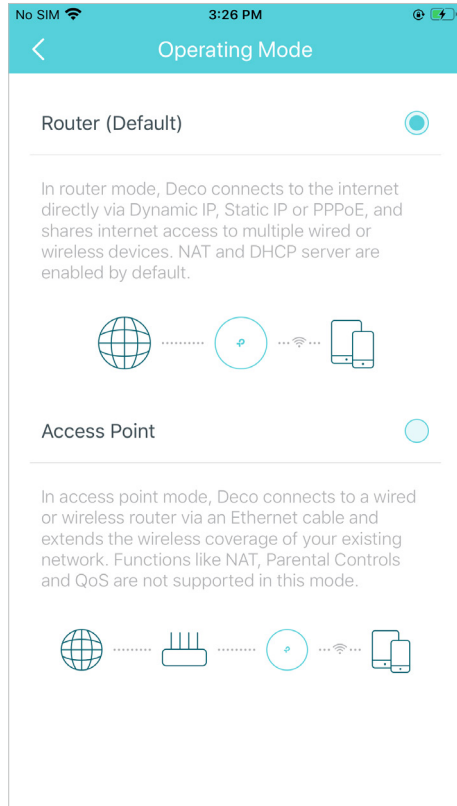 No SIM 3:26 PM
Operating Mode
Router (Default)
In router mode, Deco connects to the internet
directly via Dynamic IP, Static IP or PPPoE, and
shares internet access to multiple wired or
wireless devices. NAT and DHCP server are
enabled by default.
Access Point
In access point mode, Deco connects to a wired
or wireless router via an Ethernet cable and
extends the wireless coverage of your existing
network. Functions like NAT, Parental Controls
and QoS are not supported in this mode.